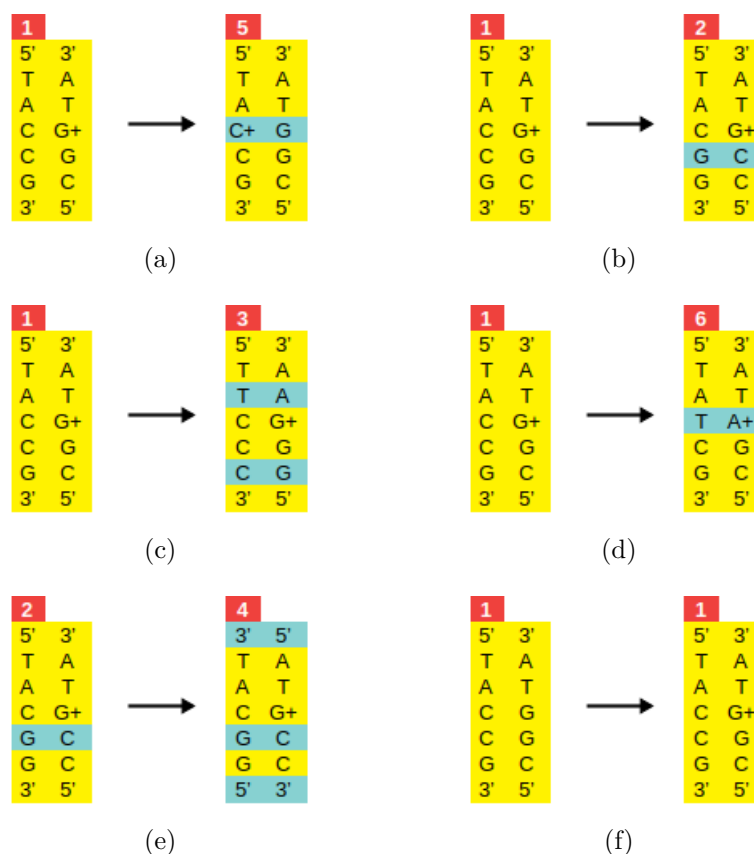 1 5 1 2
5' 3' 5' 3' 5' 3' 5' 3'
T A T A T A T A
A T A T A T A T
C G+ C+ G C G+ C G+
C G C G C G G C
G C G C G C G C
3' 5' 3' 5' 3' 5' 3' 5'
(a) (b)
1 3 1 6
5' 3' 5' 3' 5' 3' 5' 3'
T A T A T A T A
A T T A A T A T
C G+ C G+ C G+ T A+
C G C G C G C G
G C C G G C G C
3' 5' 3' 5' 3' 5' 3' 5'
(c) (d)
2 4 1 1
5' 3' 3' 5' 5' 3' 5' 3'
T A T A T A T A
A T A T A T A T
C G+ C G+ C G C G+
G C G C C G C G
G C G C G C G C
3' 5' 5' 3' 3' 5' 3' 5'
(e) (f)